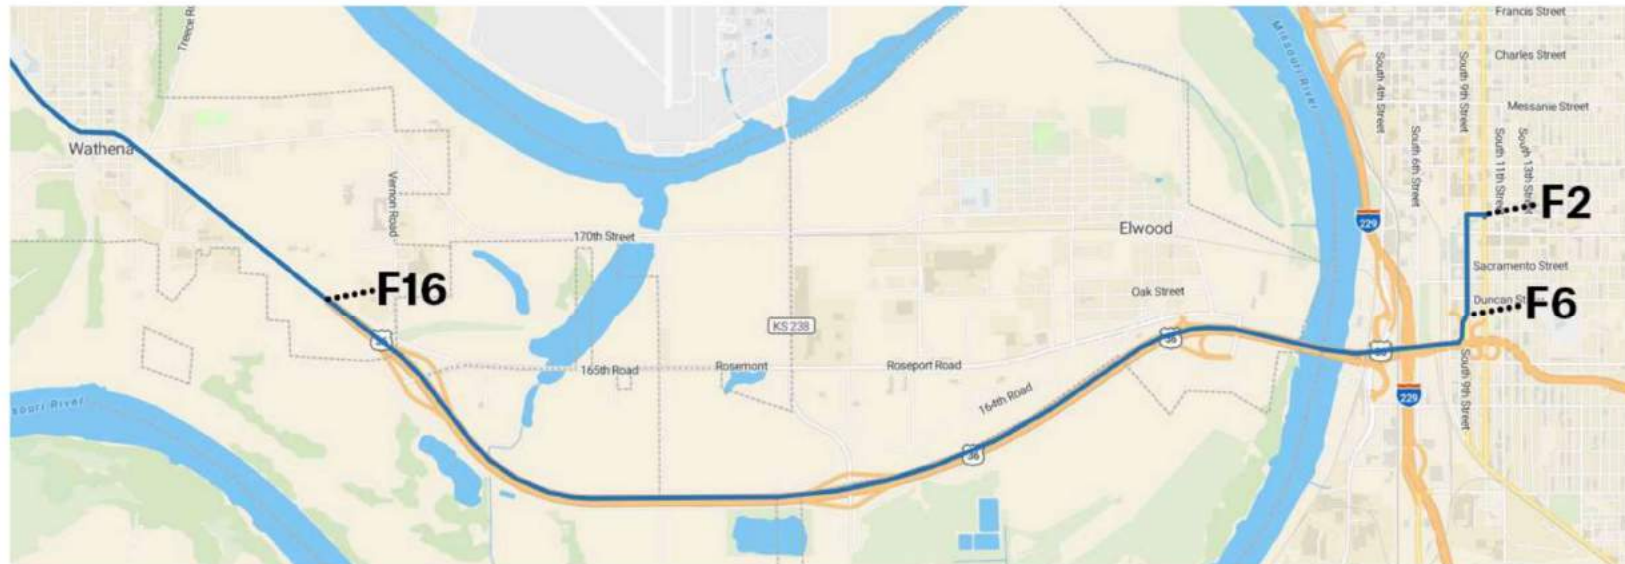 Treece R
Francis Street
Missouri River
Charles Street
South 4th Street
South 9th Street
Messanie Street
South 6th Street
South 11th Street
South 13th Street
Wathena
Vernon Road
F2
229
170th Street
Elwood
Sacramento Street
F16
Oak Street
Duncan St
F6
KS 238
36
36
165th Road
Rosemont
Roseport Road
South 9th Street
164th Road
229
souri River
36